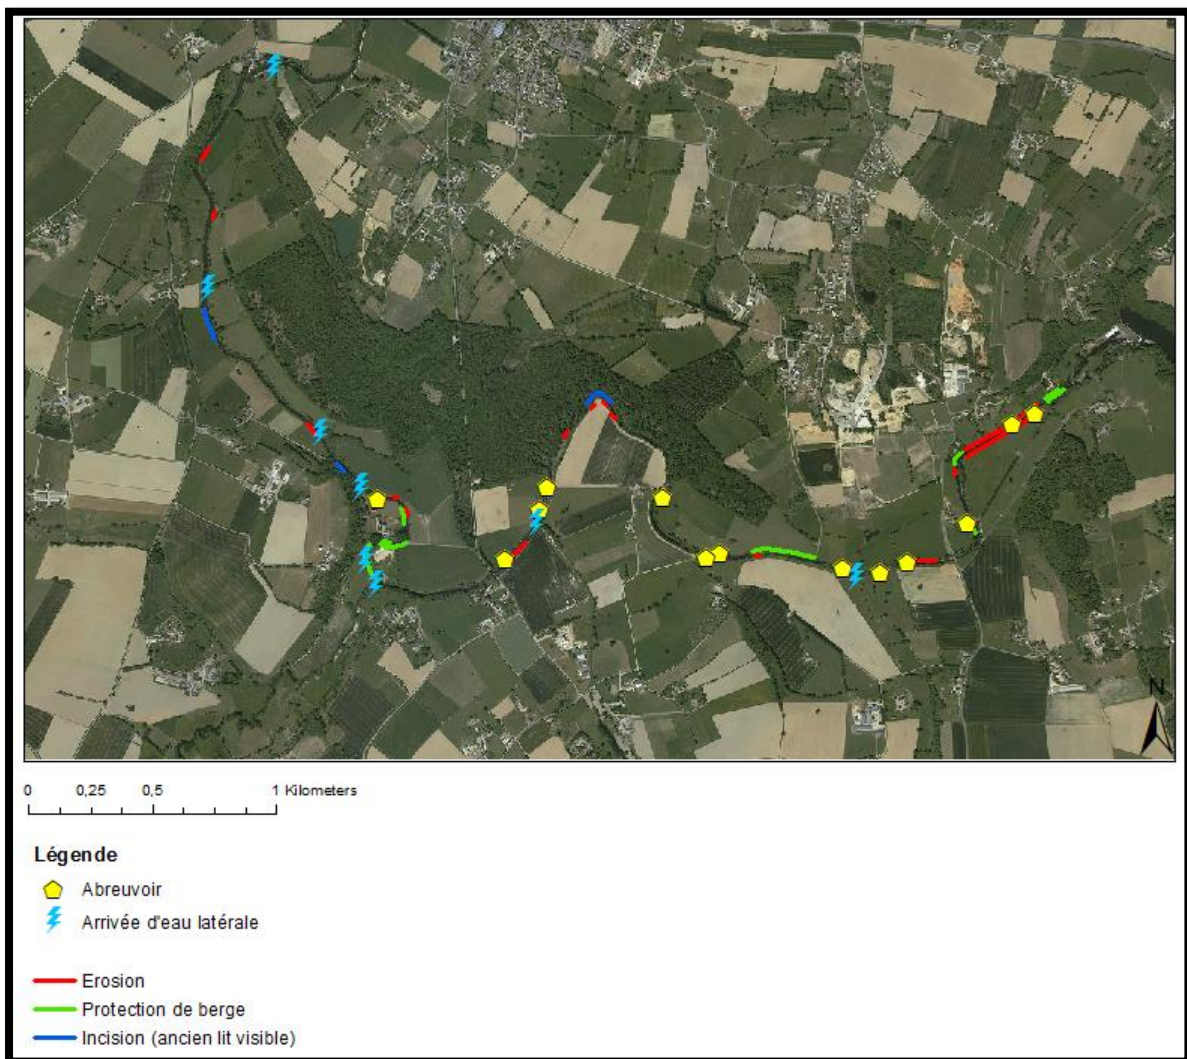 N
0 0,25 0,5 1 Kilometers
Légende
Abreuvoir
Arrivée d'eau latérale
Erosion
Protection de berge
Incision (ancien lit visible)